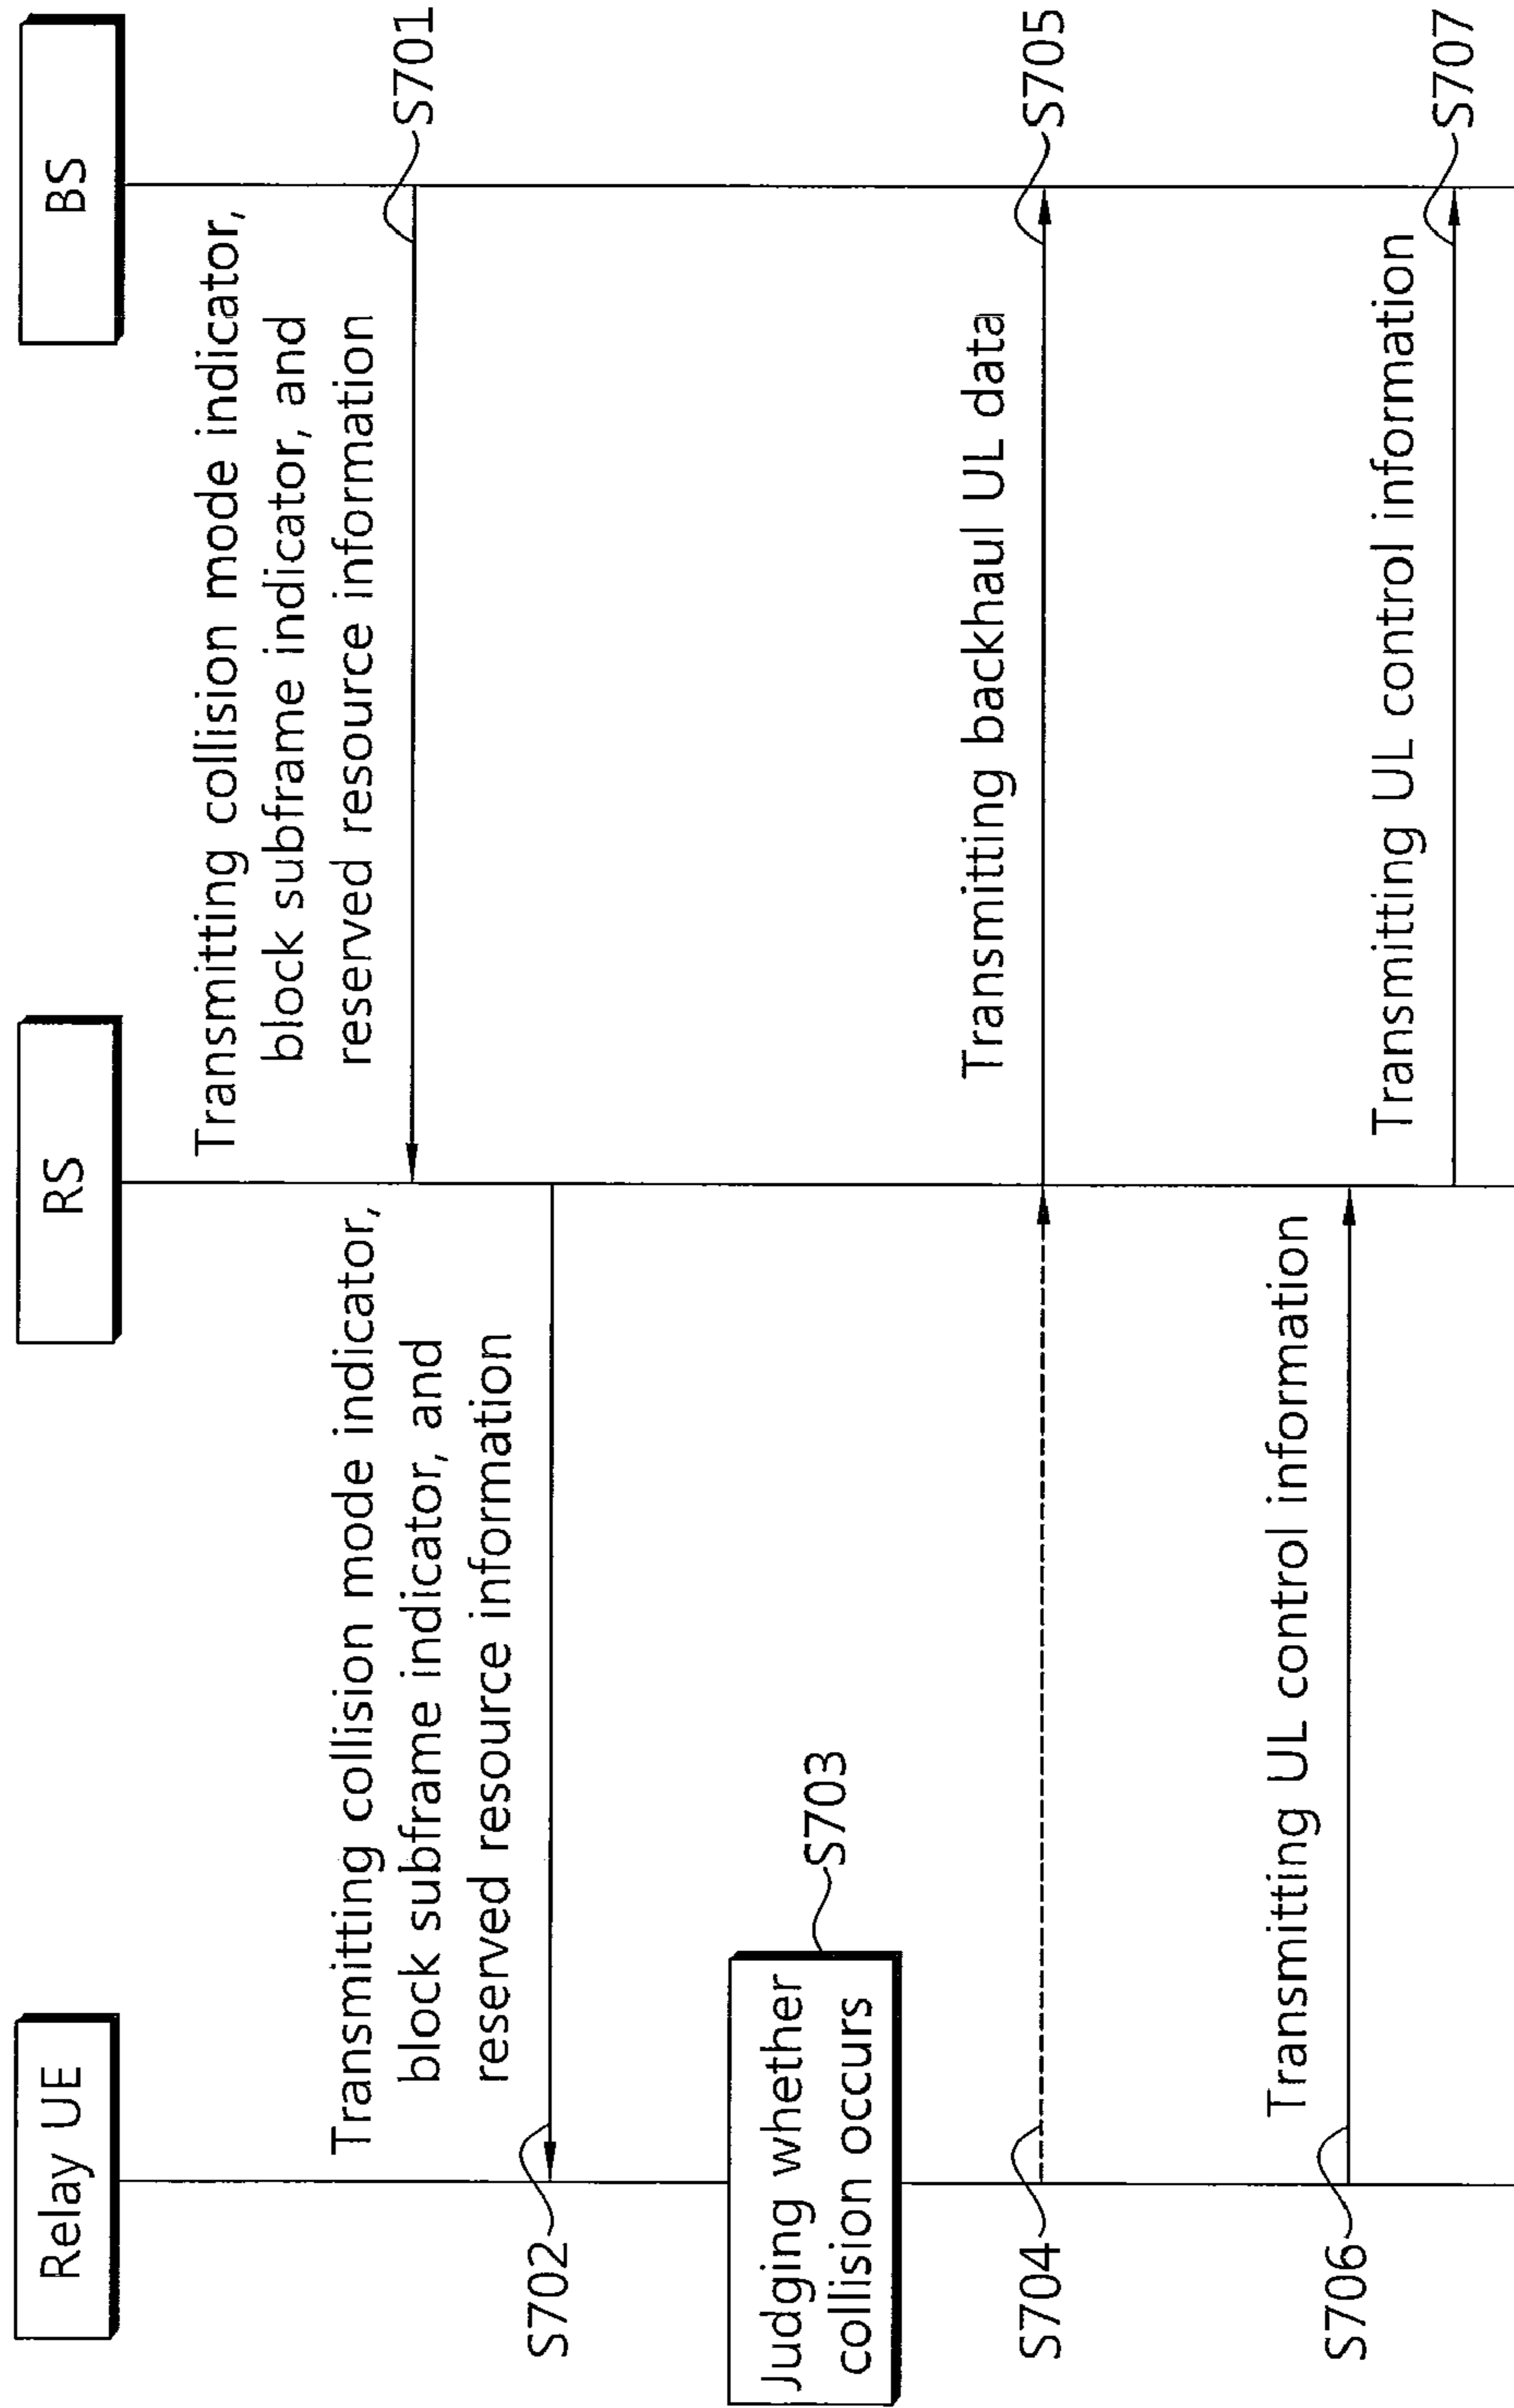 Relay UE
RS
BS
Transmitting collision mode indicator,
block subframe indicator, and
reserved resource information
S701
Transmitting collision mode indicator,
block subframe indicator, and
reserved resource information
S702
Judging whether
collision occurs
S703
S704
Transmitting backhaul UL data
S705
Transmitting UL control information
S706
Transmitting UL control information
S707